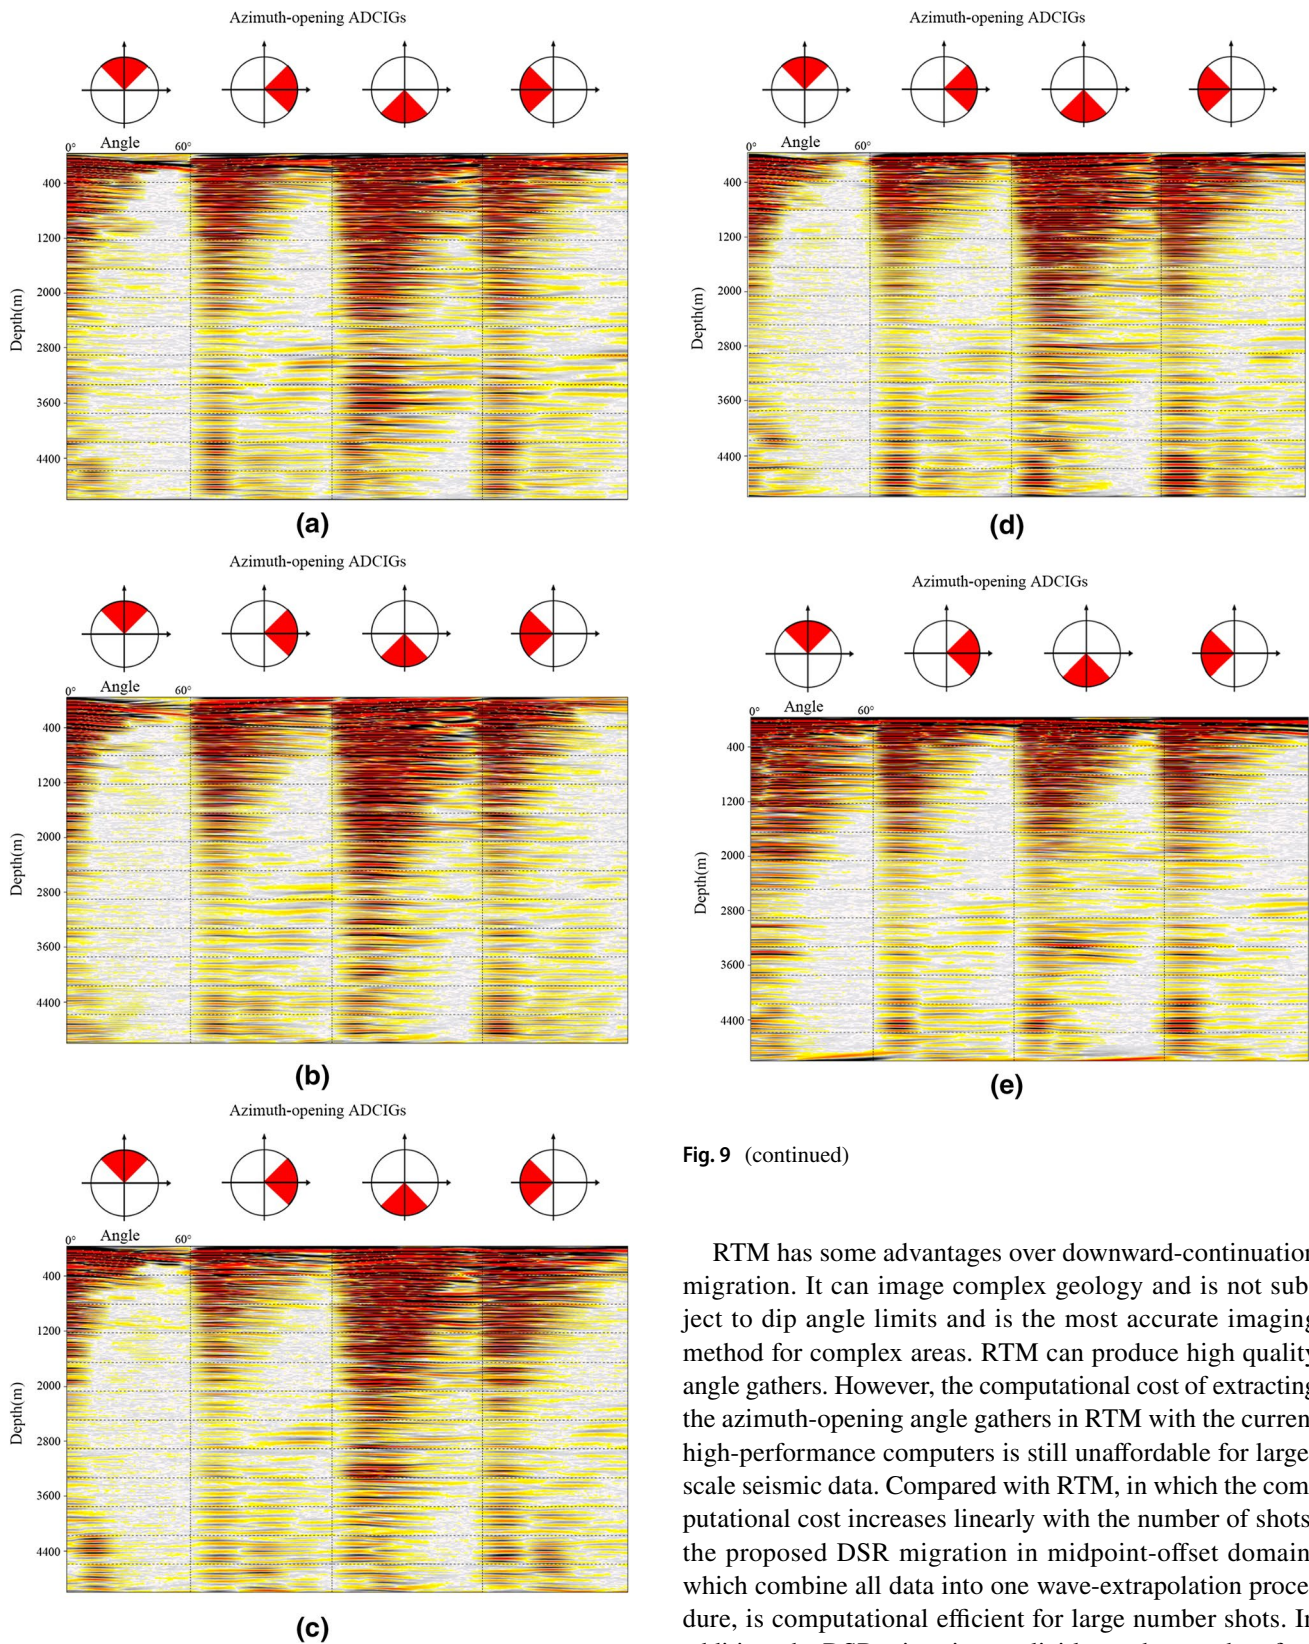 Azimuth-opening ADCIGs
0° Angle 60°
400
1200
2000
2800
3600
4400
Depth(m)
(a)
Azimuth-opening ADCIGs
0° Angle 60°
400
1200
2000
2800
3600
4400
Depth(m)
(b)
Azimuth-opening ADCIGs
0° Angle 60°
400
1200
2000
2800
3600
4400
Depth(m)
(c)
Azimuth-opening ADCIGs
0° Angle 60°
400
1200
2000
2800
3600
4400
Depth(m)
(d)
Azimuth-opening ADCIGs
0° Angle 60°
400
1200
2000
2800
3600
4400
Depth(m)
(e)
Fig. 9 (continued)
RTM has some advantages over downward-continuation
migration. It can image complex geology and is not sub
ject to dip angle limits and is the most accurate imaging
method for complex areas. RTM can produce high quality
angle gathers. However, the computational cost of extracting
the azimuth-opening angle gathers in RTM with the curren
high-performance computers is still unaffordable for large
scale seismic data. Compared with RTM, in which the com
putational cost increases linearly with the number of shots
the proposed DSR migration in midpoint-offset domain
which combine all data into one wave-extrapolation proce
dure, is computational efficient for large number shots. In